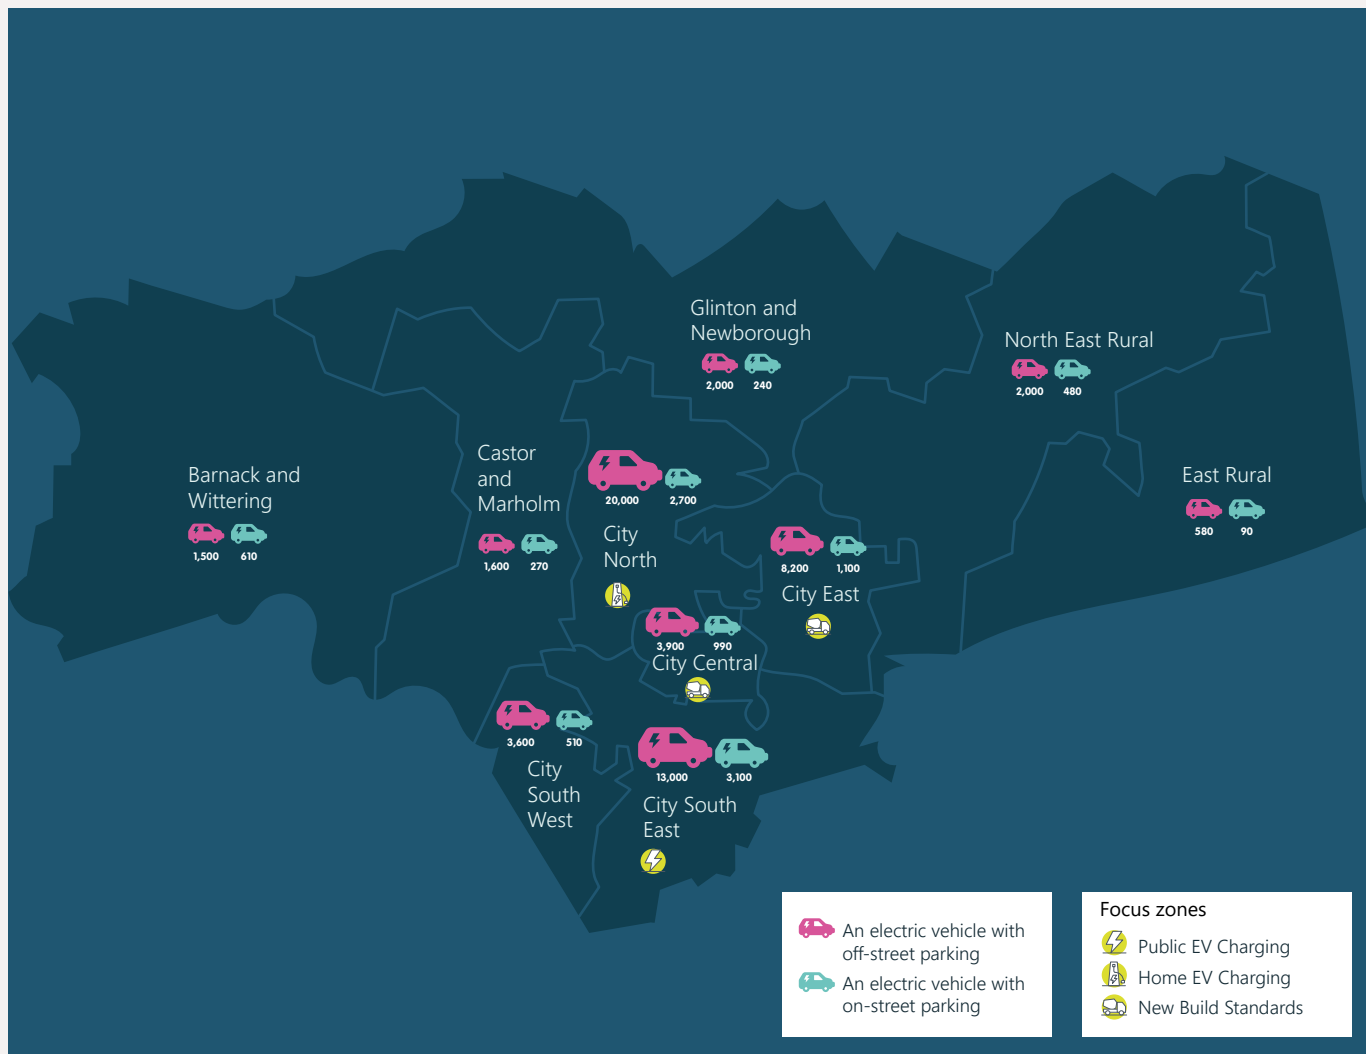 Glinton and
Newborough
2,000 240
North East Rural
2,000 480
Castor
and
Marholm
1,600 270
20,000 2,700
City
North
Barnack and
Wittering
1,500 610
East Rural
580 90
8,200 1,100
City East
3,900 990
City Central
3,600 510
City
South
West
13,000 3,100
City South
East
An electric vehicle with
off-street parking
An electric vehicle with
on-street parking
Focus zones
Public EV Charging
Home EV Charging
New Build Standards